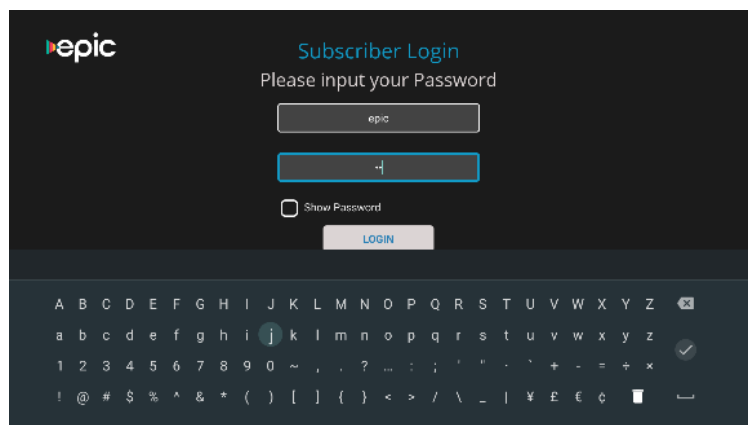 epic
Subscriber Login
Please input your Password
epic
Show Password
LOGIN
A B C D E F G H I J K L M N O P Q R S T U V W X Y Z
a b c d e f g h i j k l m n o p q r s t u v w x y z
1 2 3 4 5 6 7 8 9 0 ~ , . ? ... : ; ' " · ` + - = ÷ ×
! @ # $ % ^ & * ( ) [ ] { } < > / \ _ | ¥ £ € ¢